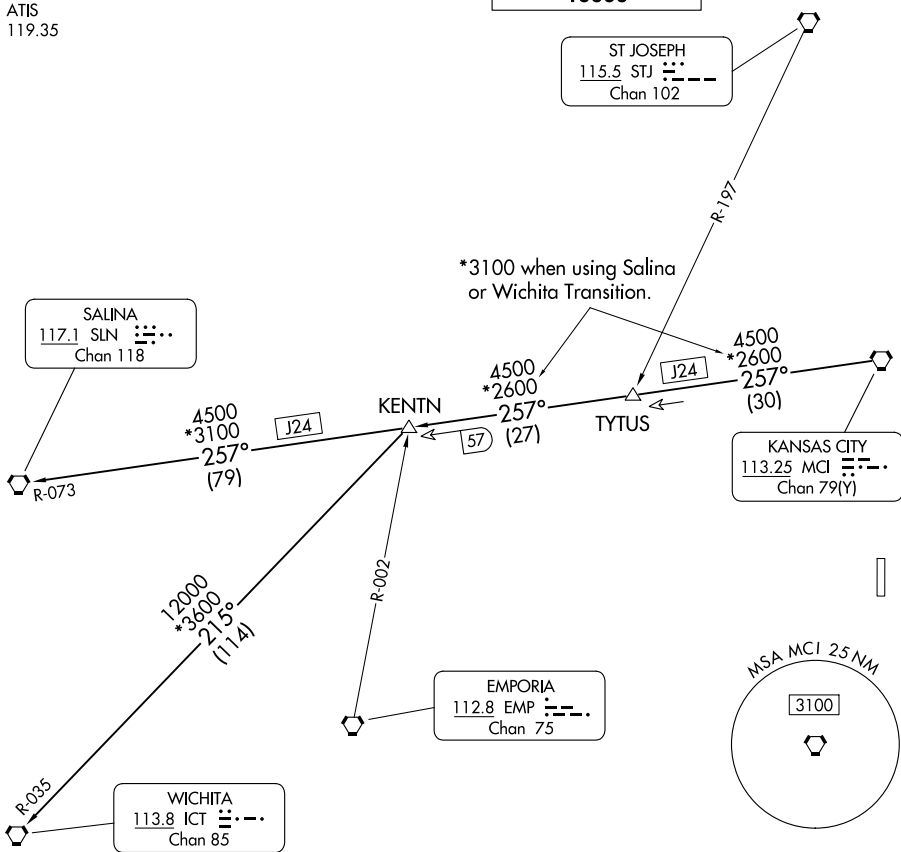 ATIS
119.35
ST JOSEPH
115.5 STJ
Chan 102
R-197
*3100 when using Salina
or Wichita Transition.
SALINA
117.1 SLN
Chan 118
4500
*2600
J24
257°
(30)
4500
*2600
257°
(27)
TYTUS
KENTN
57
4500
*3100
J24
257°
(79)
R-073
KANSAS CITY
113.25 MCI
Chan 79(Y)
R-002
12000
*3600
215°
(114)
MSA MCI 25 NM
3100
EMPORIA
112.8 EMP
Chan 75
R-035
WICHITA
113.8 ICT
Chan 85